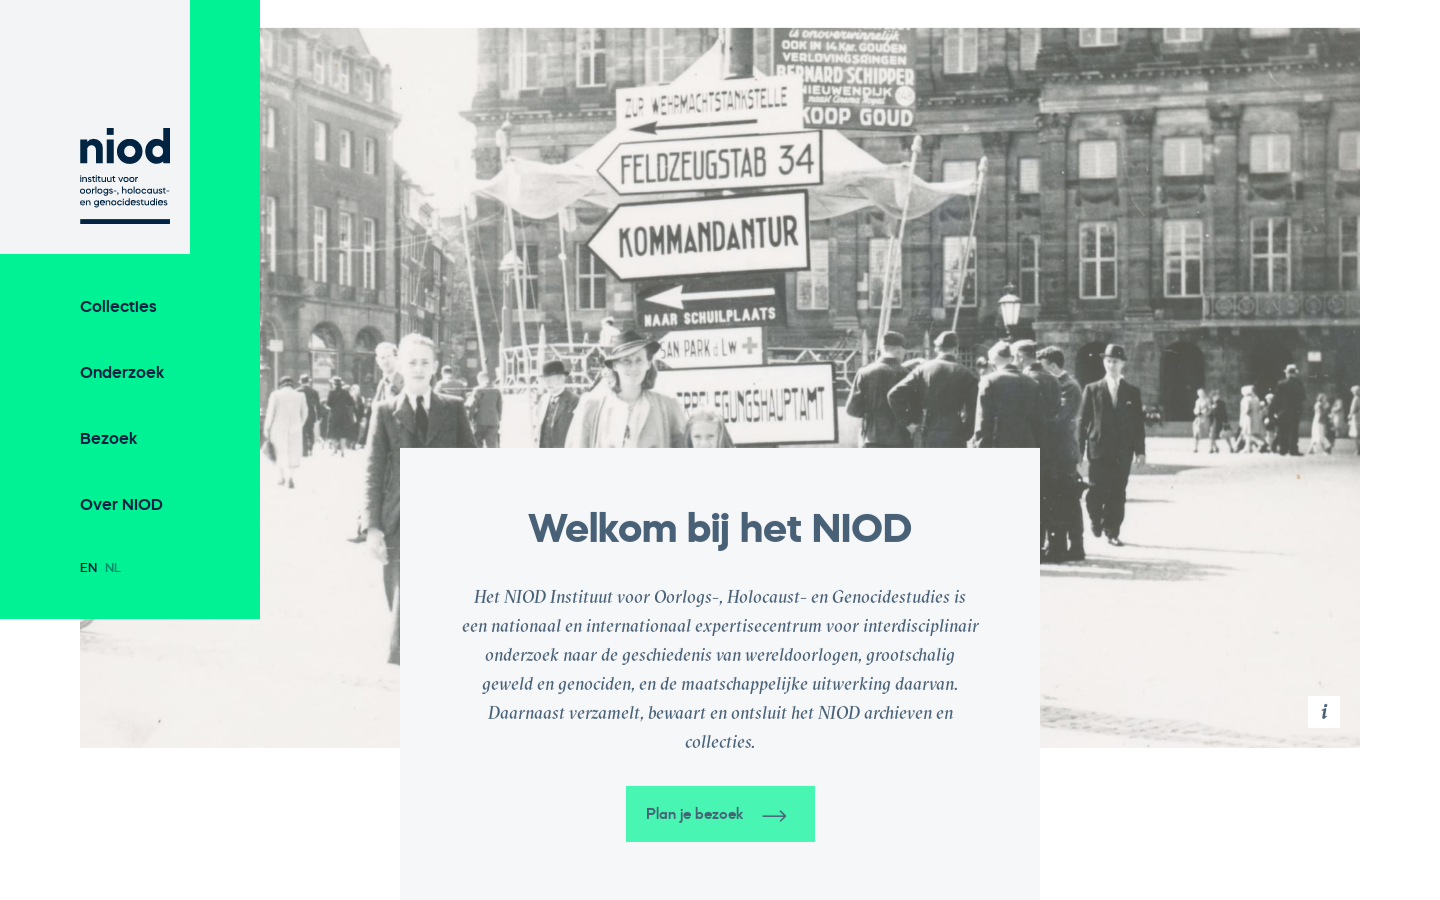 niod
instituut voor
oorlogs-, holocaust-
en genocidestudies
Collecties
Onderzoek
Bezoek
Over NIOD
EN NL
is onoverwinnelijk
OOK IN 14 Kar. GOUDEN
VERLOVINGSRINGEN
BERNARD SCHIPPER
NIEUWENDIJK
naast Cinema Royal
KOOP GOUD
ZUR WEHRMACHTSTANKSTELLE
FELDZEUGSTAB 34
KOMMANDANTUR
NAAR SCHUILPLAATS
SAN PARK d. Lw
Welkom bij het NIOD
Het NIOD Instituut voor Oorlogs-, Holocaust- en Genocidestudies is
een nationaal en internationaal expertisecentrum voor interdisciplinair
onderzoek naar de geschiedenis van wereldoorlogen, grootschalig
geweld en genociden, en de maatschappelijke uitwerking daarvan.
Daarnaast verzamelt, bewaart en ontsluit het NIOD archieven en
collecties.
Plan je bezoek
i